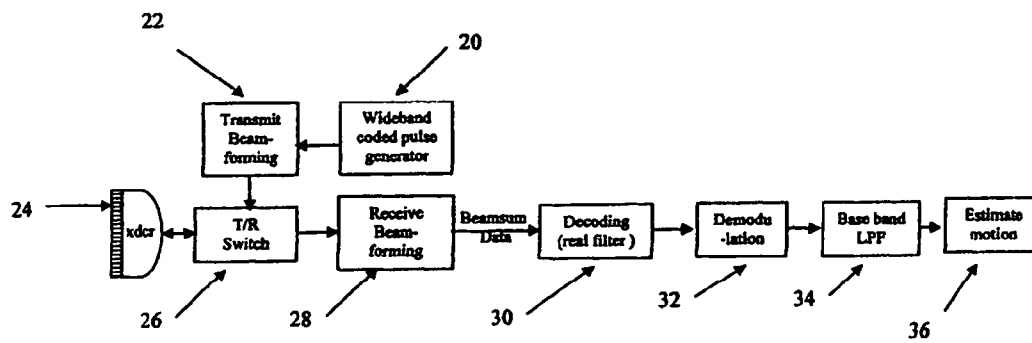 22
20
Transmit
Beam-
forming
Wideband
coded pulse
generator
24
xdcr
T/R
Switch
Receive
Beam-
forming
Beamsum
Data
Decoding
(real filter )
Demodu
-lation
Base band
LPF
Estimate
motion
26
28
30
32
34
36